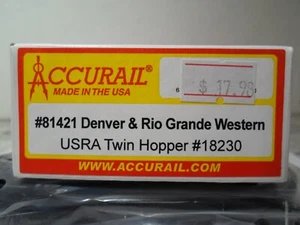 ACCURAIL®
MADE IN THE USA
$ 17.98
#81421 Denver & Rio Grande Western
USRA Twin Hopper #18230
WWW.ACCURAIL.COM